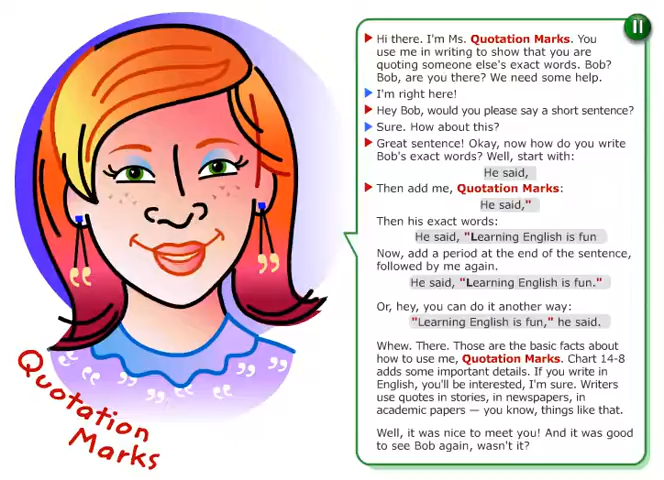 Hi there. I'm Ms. Quotation Marks. You
use me in writing to show that you are
quoting someone else's exact words. Bob?
Bob, are you there? We need some help.
I'm right here!
Hey Bob, would you please say a short sentence?
Sure. How about this?
Great sentence! Okay, now how do you write
Bob's exact words? Well, start with:
He said,
Then add me, Quotation Marks:
He said,"
Then his exact words:
He said, "Learning English is fun
Now, add a period at the end of the sentence,
followed by me again.
He said, "Learning English is fun."
Or, hey, you can do it another way:
"Learning English is fun," he said.
Whew. There. Those are the basic facts about
how to use me, Quotation Marks. Chart 14-8
adds some important details. If you write in
English, you'll be interested, I'm sure. Writers
use quotes in stories, in newspapers, in
academic papers — you know, things like that.
Well, it was nice to meet you! And it was good
to see Bob again, wasn't it?
Quotation
Marks